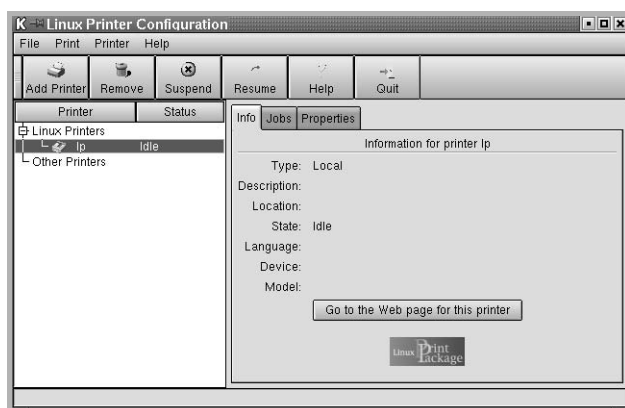 Linux Printer Configuration
File Print Printer Help
Add Printer Remove Suspend Resume Help Quit
Printer Status
Linux Printers
lp Idle
Other Printers
Info Jobs Properties
Information for printer lp
Type: Local
Description:
Location:
State: Idle
Language:
Device:
Model:
Go to the Web page for this printer
Linux Print Package